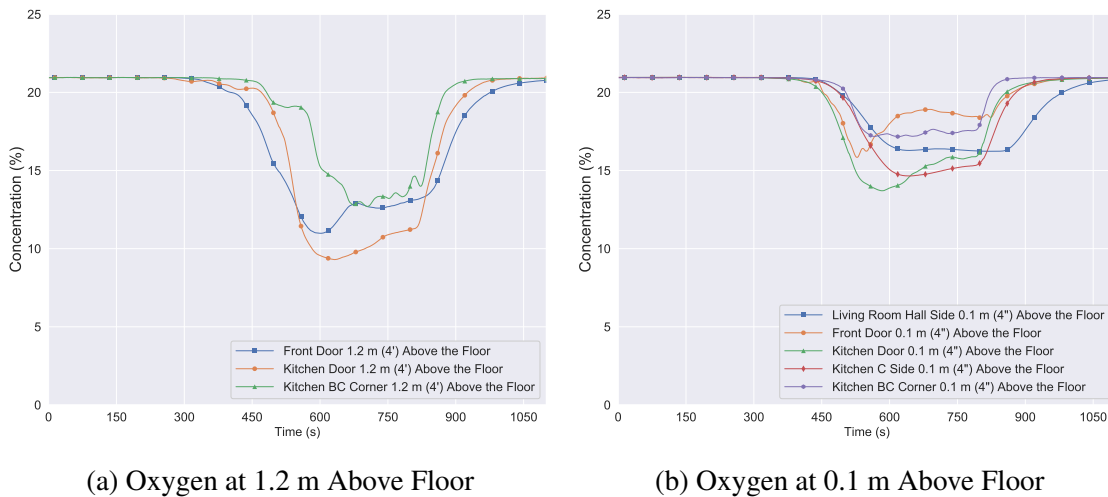 25
20
15
10
5
0
Concentration (%)
0 150 300 450 600 750 900 1050
Time (s)
Front Door 1.2 m (4') Above the Floor
Kitchen Door 1.2 m (4') Above the Floor
Kitchen BC Corner 1.2 m (4') Above the Floor
(a) Oxygen at 1.2 m Above Floor
25
20
15
10
5
0
Concentration (%)
0 150 300 450 600 750 900 1050
Time (s)
Living Room Hall Side 0.1 m (4") Above the Floor
Front Door 0.1 m (4") Above the Floor
Kitchen Door 0.1 m (4") Above the Floor
Kitchen C Side 0.1 m (4") Above the Floor
Kitchen BC Corner 0.1 m (4") Above the Floor
(b) Oxygen at 0.1 m Above Floor